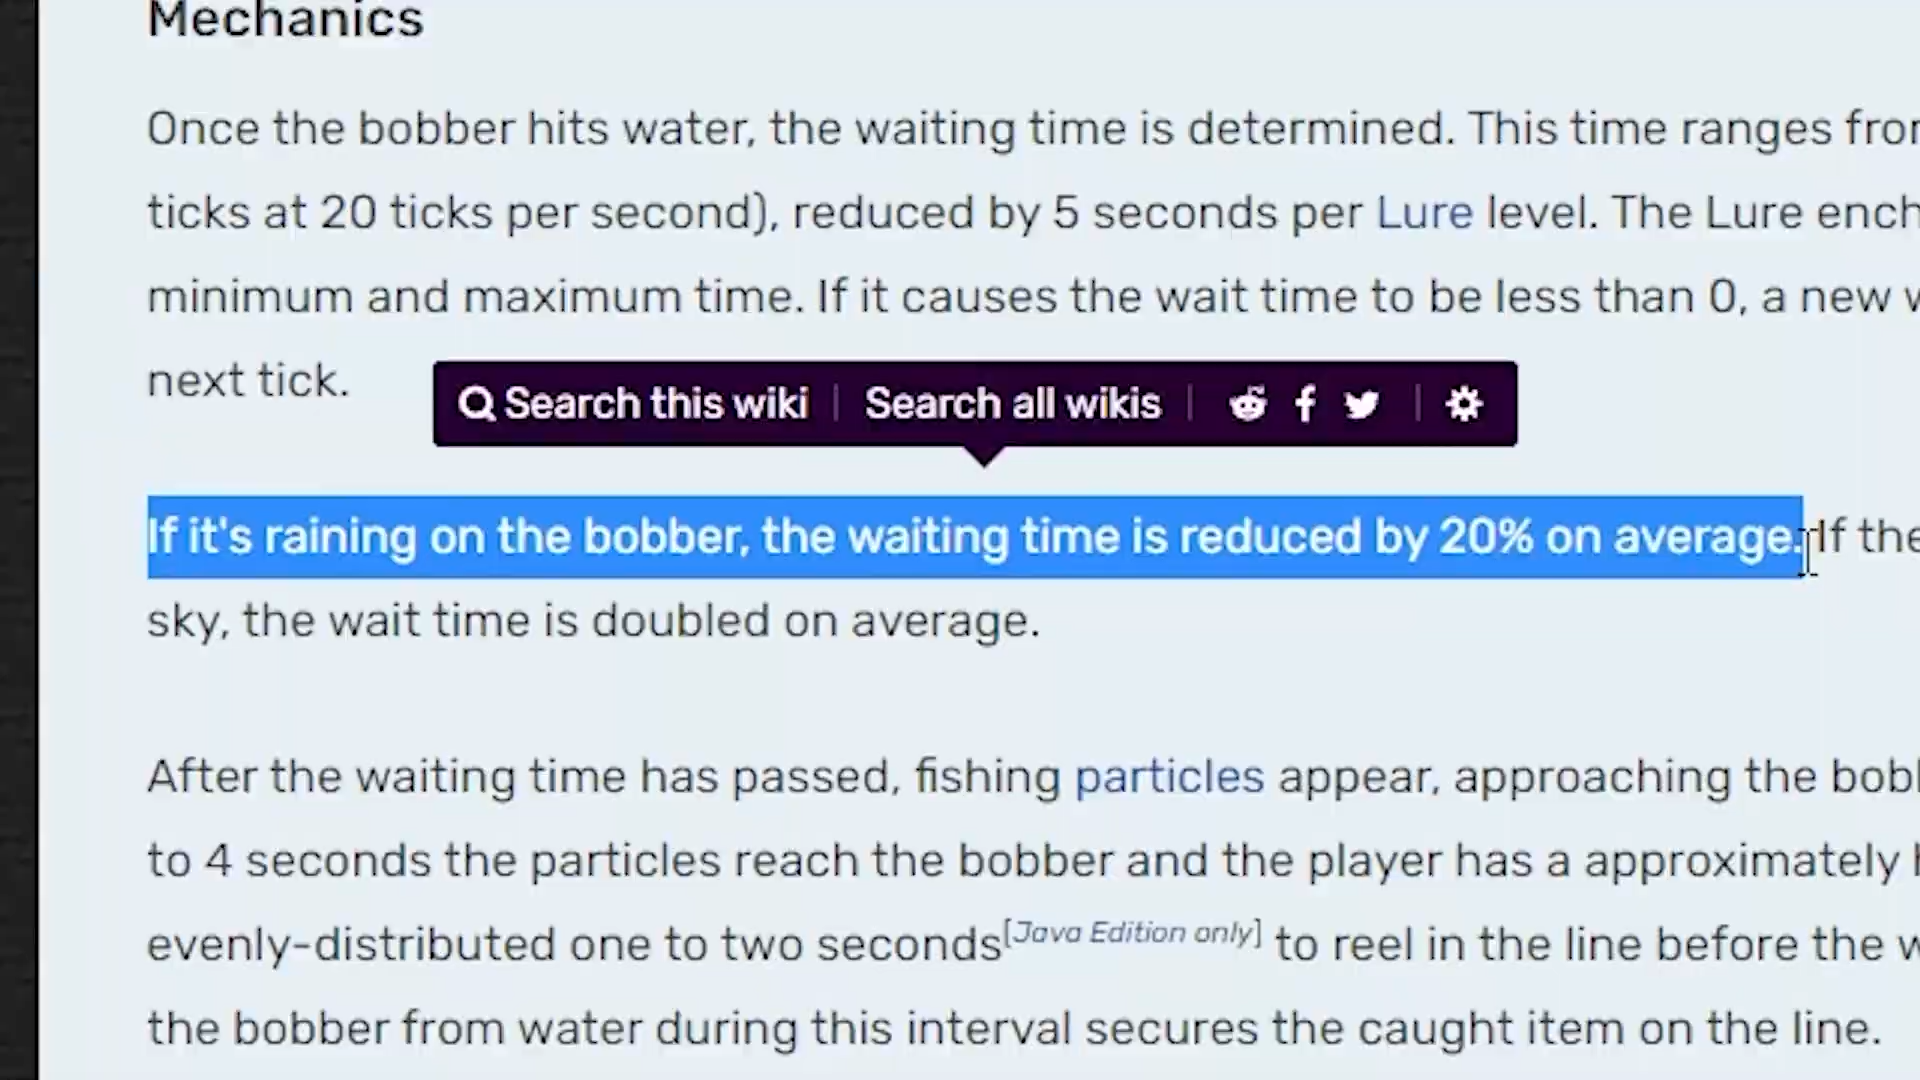 Mechanics
Once the bobber hits water, the waiting time is determined. This time ranges
ticks at 20 ticks per second), reduced by 5 seconds per Lure level. The Lure
minimum and maximum time. If it causes the wait time to be less than 0, a new
next tick.
Search this wiki Search all wikis
If it's raining on the bobber, the waiting time is reduced by 20% on average. If
sky, the wait time is doubled on average.
After the waiting time has passed, fishing particles appear, approaching the
to 4 seconds the particles reach the bobber and the player has a approximately
evenly-distributed one to two seconds[Java Edition only] to reel in the line before the
the bobber from water during this interval secures the caught item on the line.